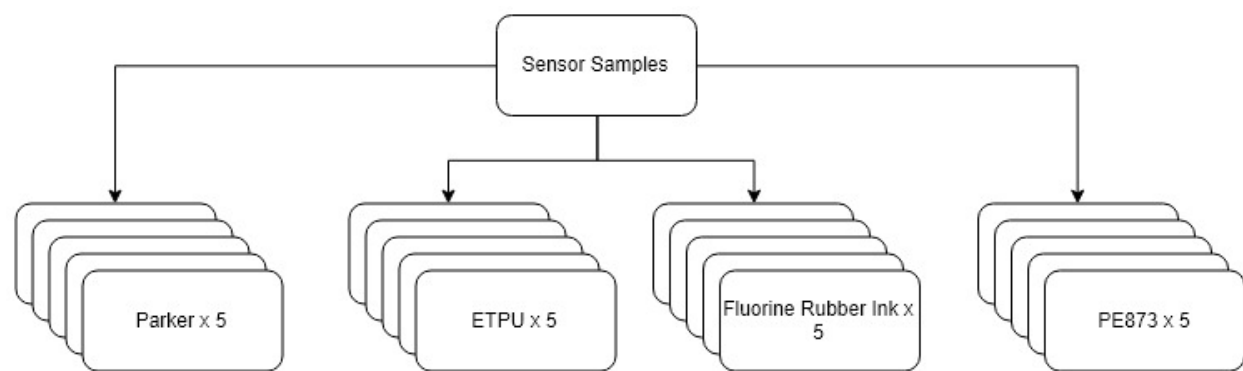 Sensor Samples
Parker x 5
ETPU x 5
Fluorine Rubber Ink x
5
PE873 x 5